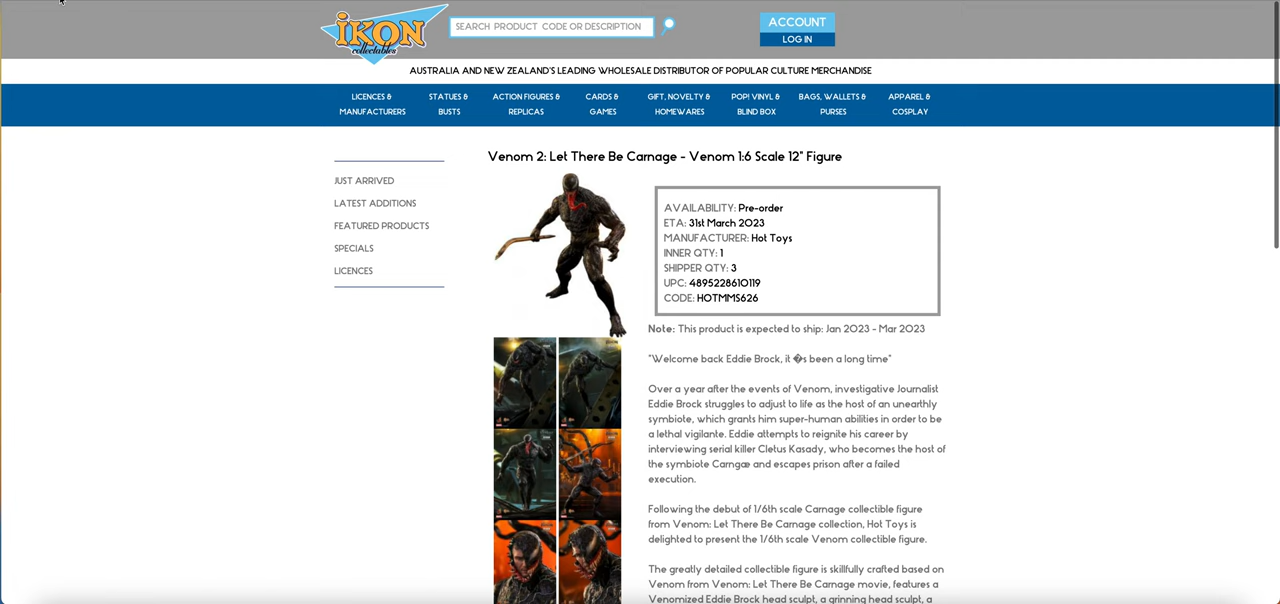 iKON
collectables
SEARCH PRODUCT CODE OR DESCRIPTION
ACCOUNT
LOG IN
AUSTRALIA AND NEW ZEALAND'S LEADING WHOLESALE DISTRIBUTOR OF POPULAR CULTURE MERCHANDISE
LICENCES &
MANUFACTURERS
STATUES &
BUSTS
ACTION FIGURES &
REPLICAS
CARDS &
GAMES
GIFT, NOVELTY &
HOMEWARES
POP! VINYL &
BLIND BOX
BAGS, WALLETS &
PURSES
APPAREL &
COSPLAY
JUST ARRIVED
LATEST ADDITIONS
FEATURED PRODUCTS
SPECIALS
LICENCES
Venom 2: Let There Be Carnage - Venom 1:6 Scale 12" Figure
AVAILABILITY: Pre-order
ETA: 31st March 2023
MANUFACTURER: Hot Toys
INNER QTY: 1
SHIPPER QTY: 3
UPC: 4895228610119
CODE: HOTMMS626
Note: This product is expected to ship: Jan 2023 - Mar 2023
"Welcome back Eddie Brock, it �s been a long time"
Over a year after the events of Venom, investigative Journalist
Eddie Brock struggles to adjust to life as the host of an unearthly
symbiote, which grants him super-human abilities in order to be
a lethal vigilante. Eddie attempts to reignite his career by
interviewing serial killer Cletus Kasady, who becomes the host of
the symbiote Carngæ and escapes prison after a failed
execution.
Following the debut of 1/6th scale Carnage collectible figure
from Venom: Let There Be Carnage collection, Hot Toys is
delighted to present the 1/6th scale Venom collectible figure.
The greatly detailed collectible figure is skillfully crafted based on
Venom from Venom: Let There Be Carnage movie, features a
Venomized Eddie Brock head sculpt, a grinning head sculpt, a